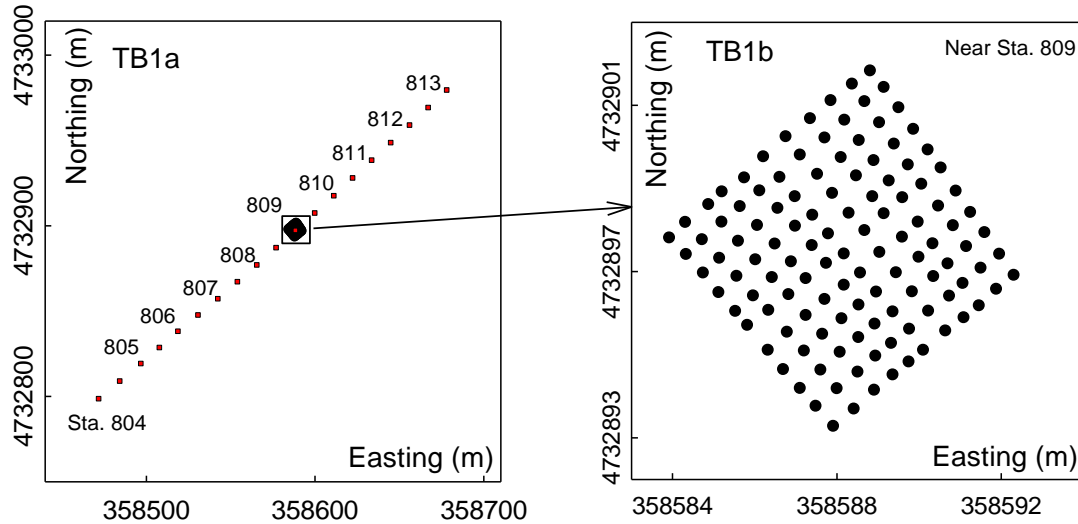 TB1a
Northing (m)
4733000
4732900
4732800
813
812
811
810
809
808
807
806
805
Sta. 804
Easting (m)
358500 358600 358700
TB1b
Near Sta. 809
Northing (m)
4732901
4732897
4732893
Easting (m)
358584 358588 358592